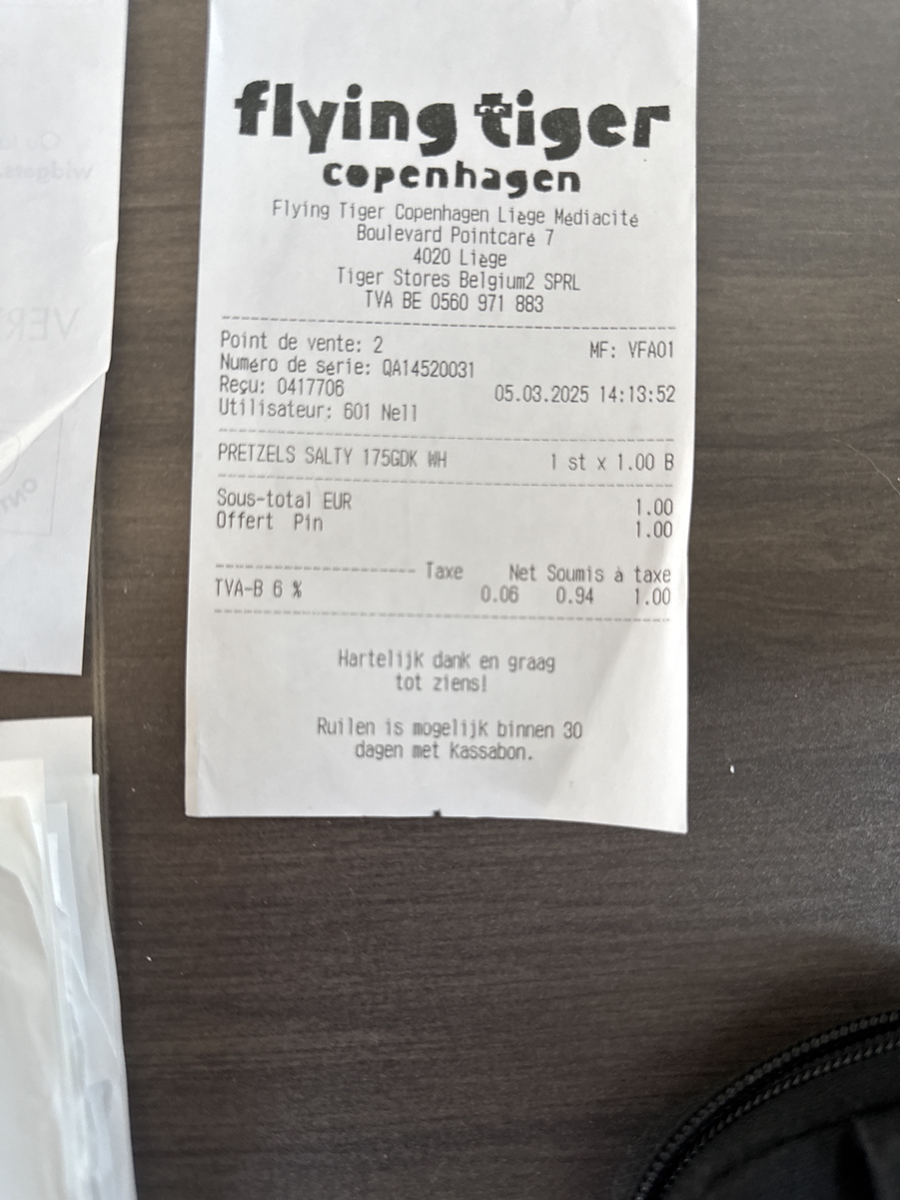 flying tiger
copenhagen
Flying Tiger Copenhagen Liège Médiacité
Boulevard Pointcaré 7
4020 Liège
Tiger Stores Belgium2 SPRL
TVA BE 0560 971 883
Point de vente: 2 MF: VFA01
Numéro de série: QA14520031
Reçu: 0417706 05.03.2025 14:13:52
Utilisateur: 601 Nell
PRETZELS SALTY 175GDK WH 1 st x 1.00 B
Sous-total EUR 1.00
Offert Pin 1.00
Taxe Net Soumis à taxe
TVA-B 6 % 0.06 0.94 1.00
Hartelijk dank en graag
tot ziens!
Ruilen is mogelijk binnen 30
dagen met kassabon.